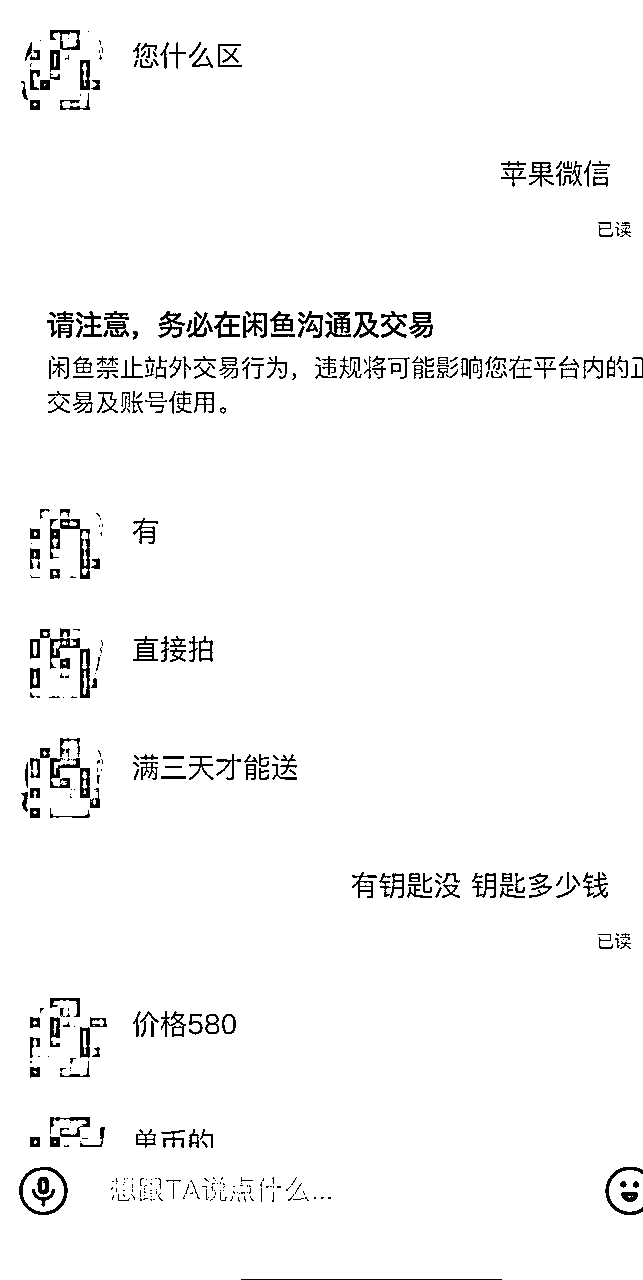 您什么区
苹果微信
已读
请注意，务必在闲鱼沟通及交易
闲鱼禁止站外交易行为，违规将可能影响您在平台内的正
交易及账号使用。
有
直接拍
满三天才能送
有钥匙没 钥匙多少钱
已读
价格580
单币的
想跟TA说点什么...